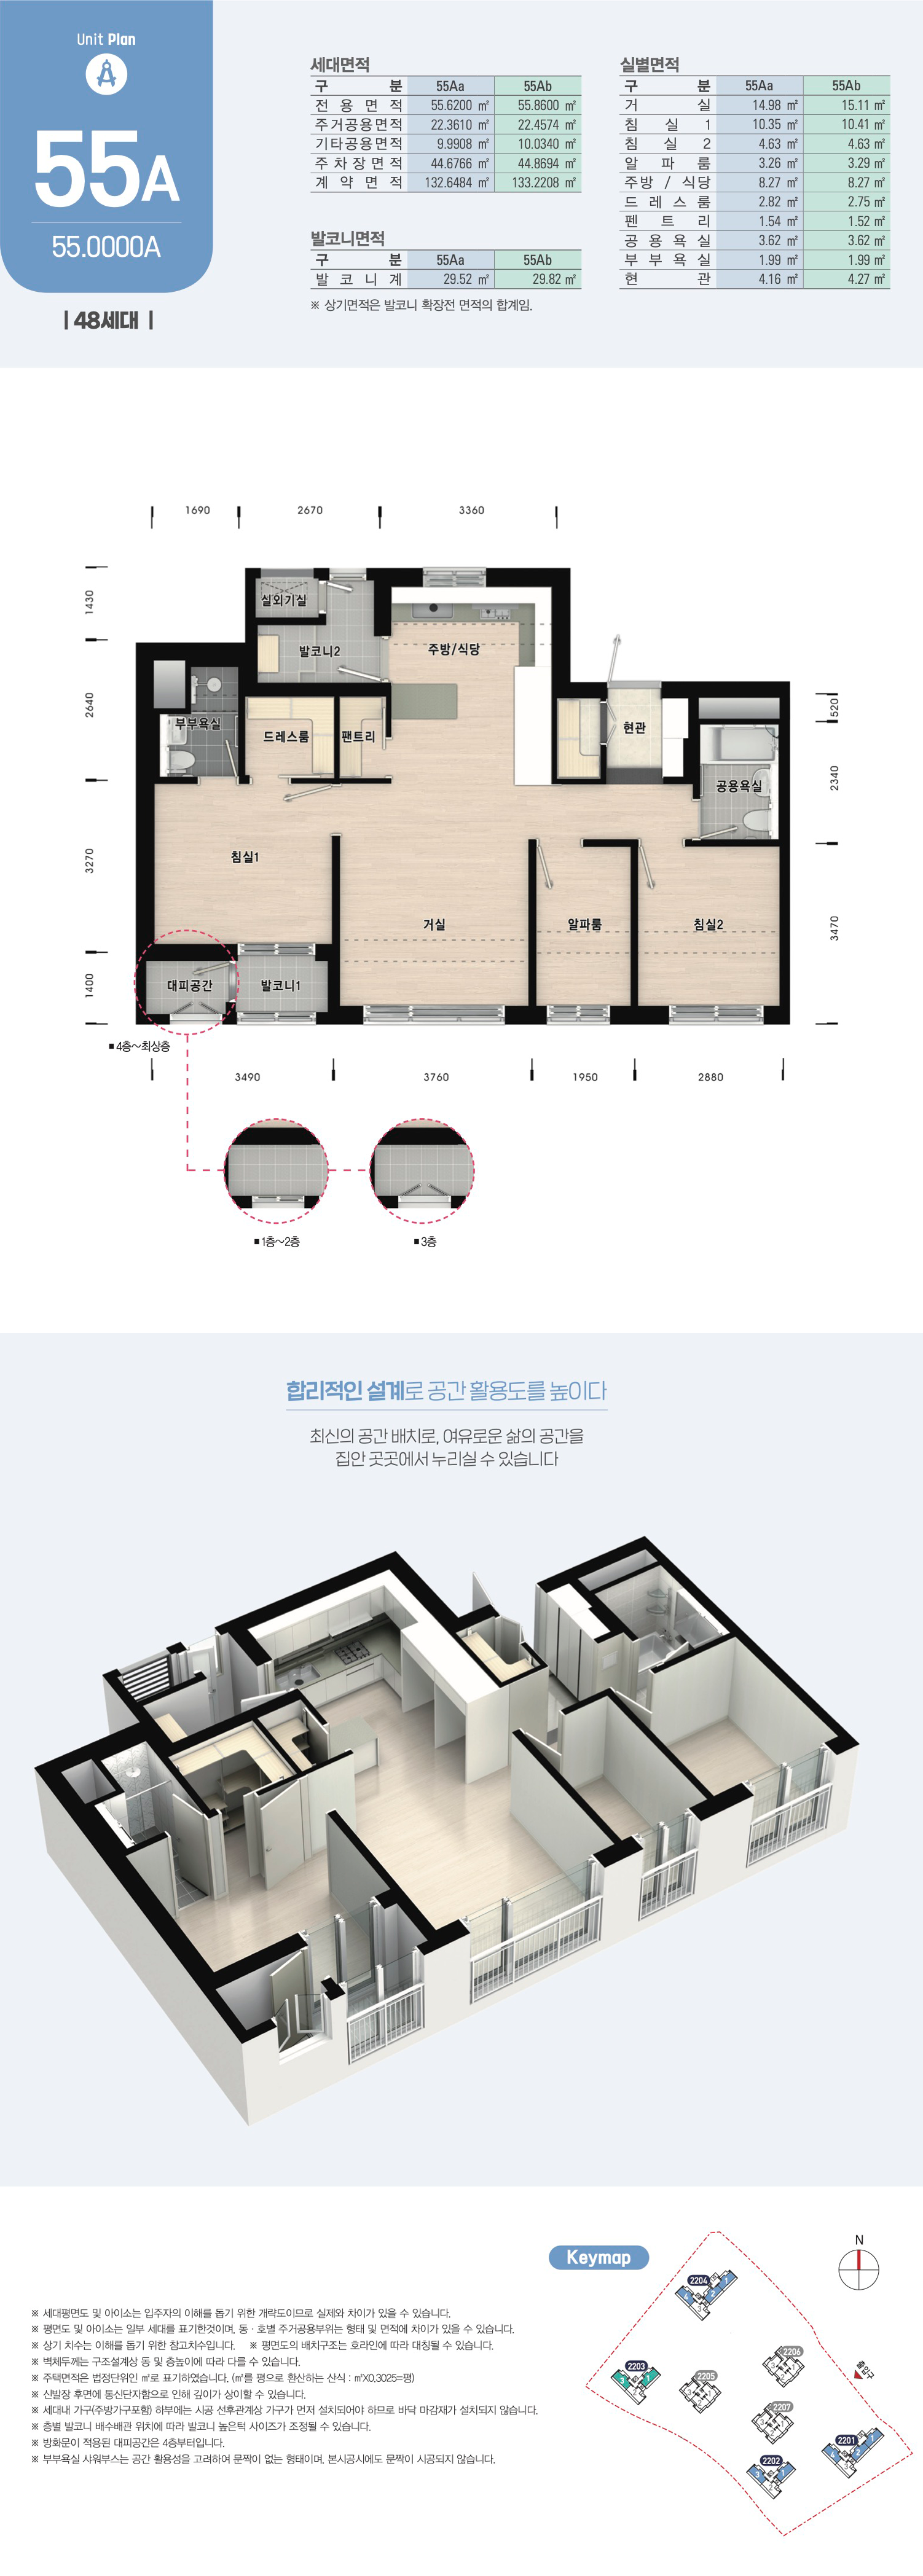 Unit Plan
55A
55.0000A
| 48세대 |
세대면적
구 분 55Aa 55Ab
전 용 면 적 55.6200 ㎡ 55.8600 ㎡
주거공용면적 22.3610 ㎡ 22.4574 ㎡
기타공용면적 9.9908 ㎡ 10.0340 ㎡
주 차 장 면 적 44.6766 ㎡ 44.8694 ㎡
계 약 면 적 132.6484 ㎡ 133.2208 ㎡
발코니면적
구 분 55Aa 55Ab
발 코 니 계 29.52 ㎡ 29.82 ㎡
※ 상기면적은 발코니 확장전 면적의 합계임.
실별면적
구 분 55Aa 55Ab
거 실 14.98 ㎡ 15.11 ㎡
침 실 1 10.35 ㎡ 10.41 ㎡
침 실 2 4.63 ㎡ 4.63 ㎡
알 파 룸 3.26 ㎡ 3.29 ㎡
주방 / 식당 8.27 ㎡ 8.27 ㎡
드 레 스 룸 2.82 ㎡ 2.75 ㎡
펜 트 리 1.54 ㎡ 1.52 ㎡
공 용 욕 실 3.62 ㎡ 3.62 ㎡
부 부 욕 실 1.99 ㎡ 1.99 ㎡
현 관 4.16 ㎡ 4.27 ㎡
1690 2670 3360
1430
2640
3270
1400
실외기실
발코니2
주방/식당
부부욕실
드레스룸
팬트리
현관
공용욕실
침실1
거실
알파룸
침실2
대피공간
발코니1
520
2340
3470
■ 4층~최상층
3490 3760 1950 2880
■ 1층~2층
■ 3층
합리적인 설계로 공간 활용도를 높이다
최신의 공간 배치로, 여유로운 삶의 공간을
집안 곳곳에서 누리실 수 있습니다
Keymap
N
2204
2203
2205
2206
2207
2201
2202
출입구
※ 세대평면도 및 아이소는 입주자의 이해를 돕기 위한 개략도이므로 실제와 차이가 있을 수 있습니다.
※ 평면도 및 아이소는 일부 세대를 표기한것이며, 동 · 호별 주거공용부위는 형태 및 면적에 차이가 있을 수 있습니다.
※ 상기 치수는 이해를 돕기 위한 참고치수입니다. ※ 평면도의 배치구조는 호라인에 따라 대칭될 수 있습니다.
※ 벽체두께는 구조설계상 동 및 층높이에 따라 다를 수 있습니다.
※ 주택면적은 법정단위인 ㎡로 표기하였습니다. (㎡를 평으로 환산하는 산식 : ㎡X0.3025=평)
※ 신발장 후면에 통신단자함으로 인해 깊이가 상이할 수 있습니다.
※ 세대내 가구(주방가구포함) 하부에는 시공 선후관계상 가구가 먼저 설치되어야 하므로 바닥 마감재가 설치되지 않습니다.
※ 층별 발코니 배수배관 위치에 따라 발코니 높은턱 사이즈가 조정될 수 있습니다.
※ 방화문이 적용된 대피공간은 4층부터입니다.
※ 부부욕실 샤워부스는 공간 활용성을 고려하여 문짝이 없는 형태이며, 본시공시에도 문짝이 시공되지 않습니다.